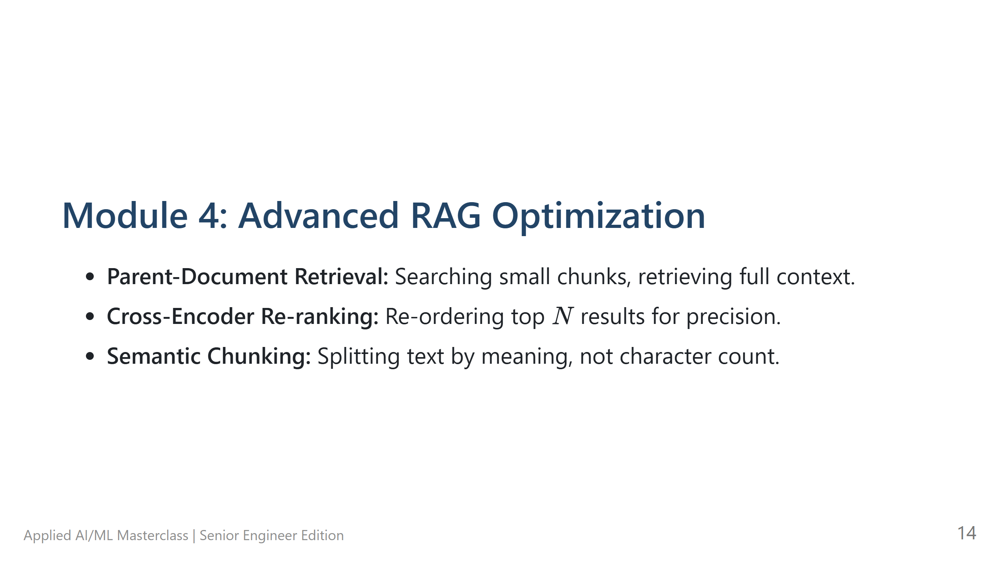 Module 4: Advanced RAG Optimization
• Parent-Document Retrieval: Searching small chunks, retrieving full context.
• Cross-Encoder Re-ranking: Re-ordering top N results for precision.
• Semantic Chunking: Splitting text by meaning, not character count.
Applied AI/ML Masterclass | Senior Engineer Edition
14